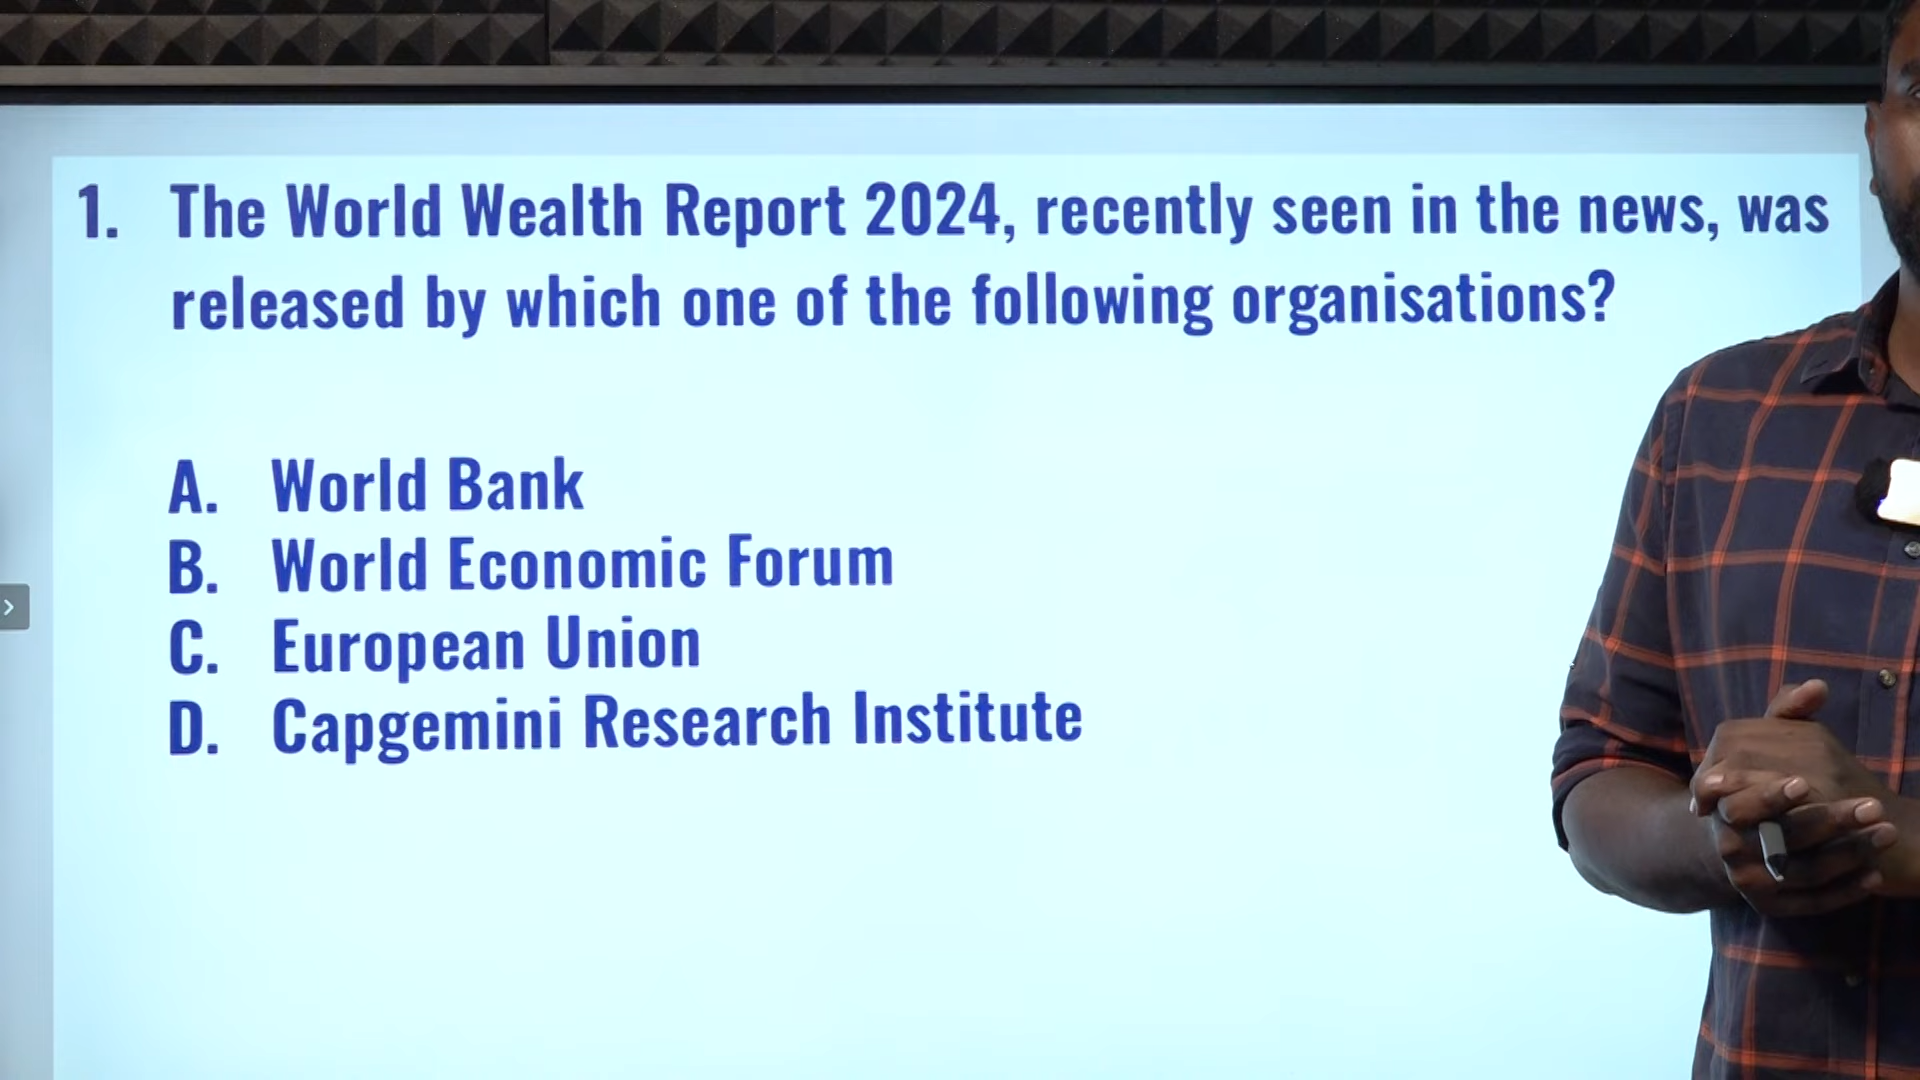 1. The World Wealth Report 2024, recently seen in the news, was
released by which one of the following organisations?
A. World Bank
B. World Economic Forum
C. European Union
D. Capgemini Research Institute